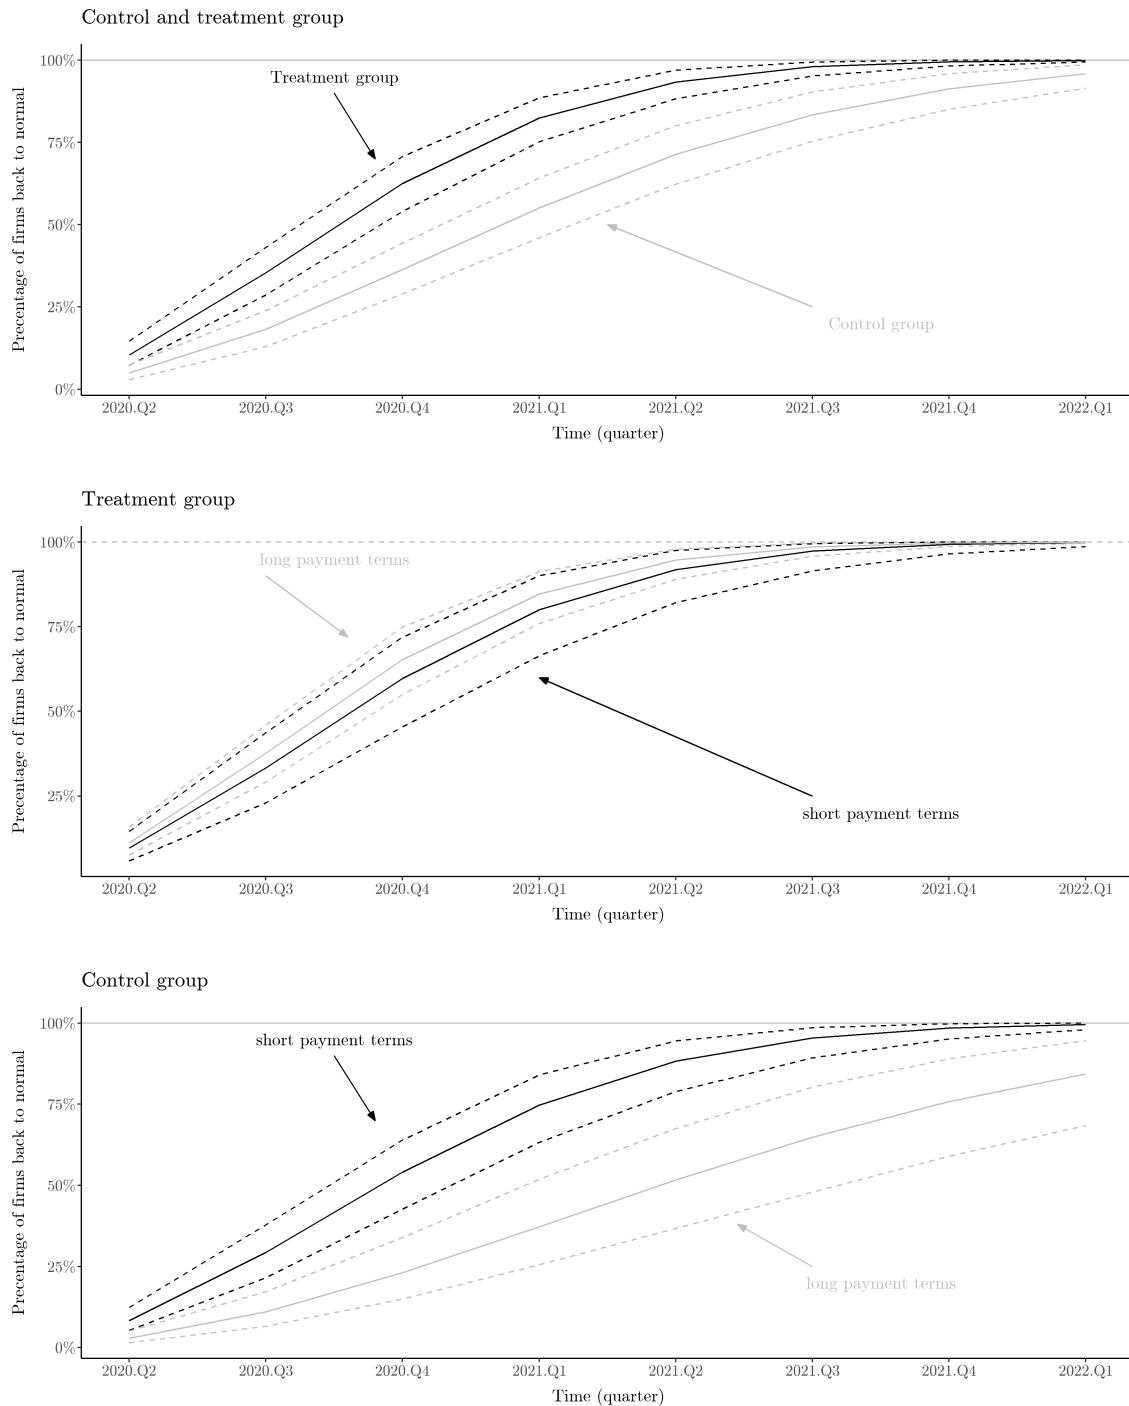 Control and treatment group
Precentage of firms back to normal
100%
75%
50%
25%
0%
Treatment group
Control group
2020.Q2 2020.Q3 2020.Q4 2021.Q1 2021.Q2 2021.Q3 2021.Q4 2022.Q1
Time (quarter)
Treatment group
Precentage of firms back to normal
100%
75%
50%
25%
long payment terms
short payment terms
2020.Q2 2020.Q3 2020.Q4 2021.Q1 2021.Q2 2021.Q3 2021.Q4 2022.Q1
Time (quarter)
Control group
Precentage of firms back to normal
100%
75%
50%
25%
0%
short payment terms
long payment terms
2020.Q2 2020.Q3 2020.Q4 2021.Q1 2021.Q2 2021.Q3 2021.Q4 2022.Q1
Time (quarter)